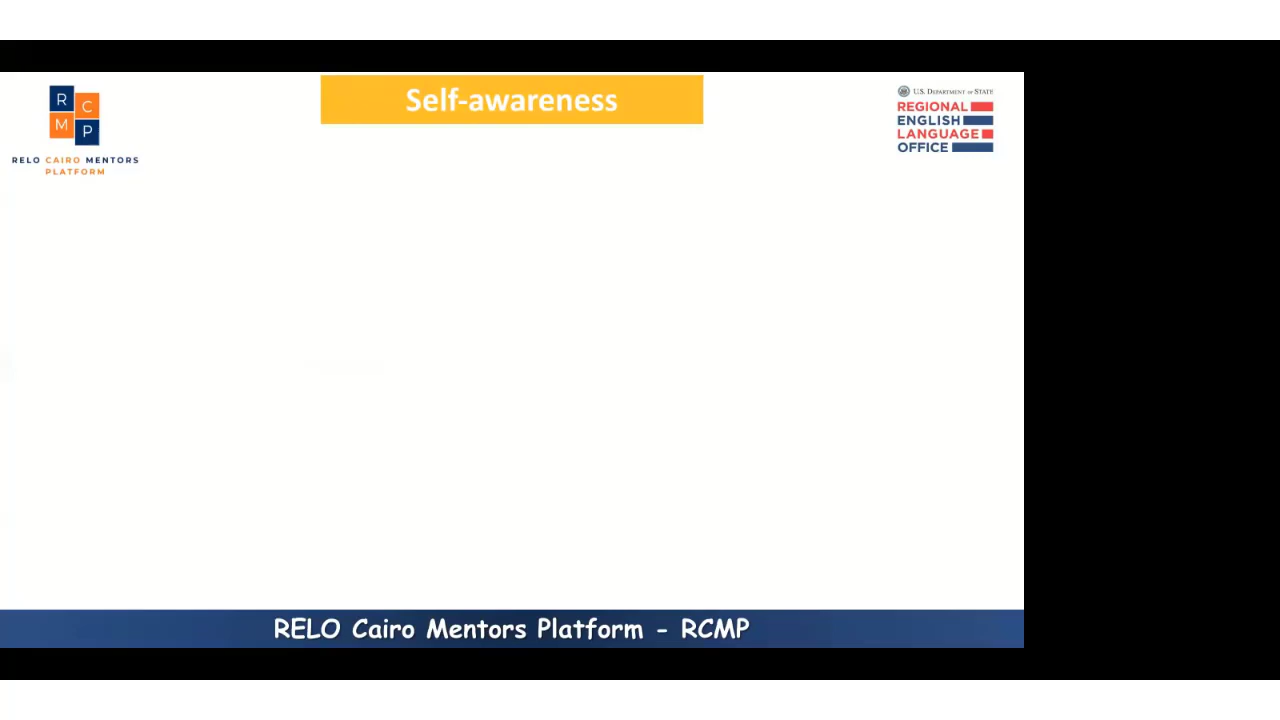 R
C
M
P
RELO CAIRO MENTORS
PLATFORM
Self-awareness
U.S. DEPARTMENT OF STATE
REGIONAL
ENGLISH
LANGUAGE
OFFICE
RELO Cairo Mentors Platform - RCMP